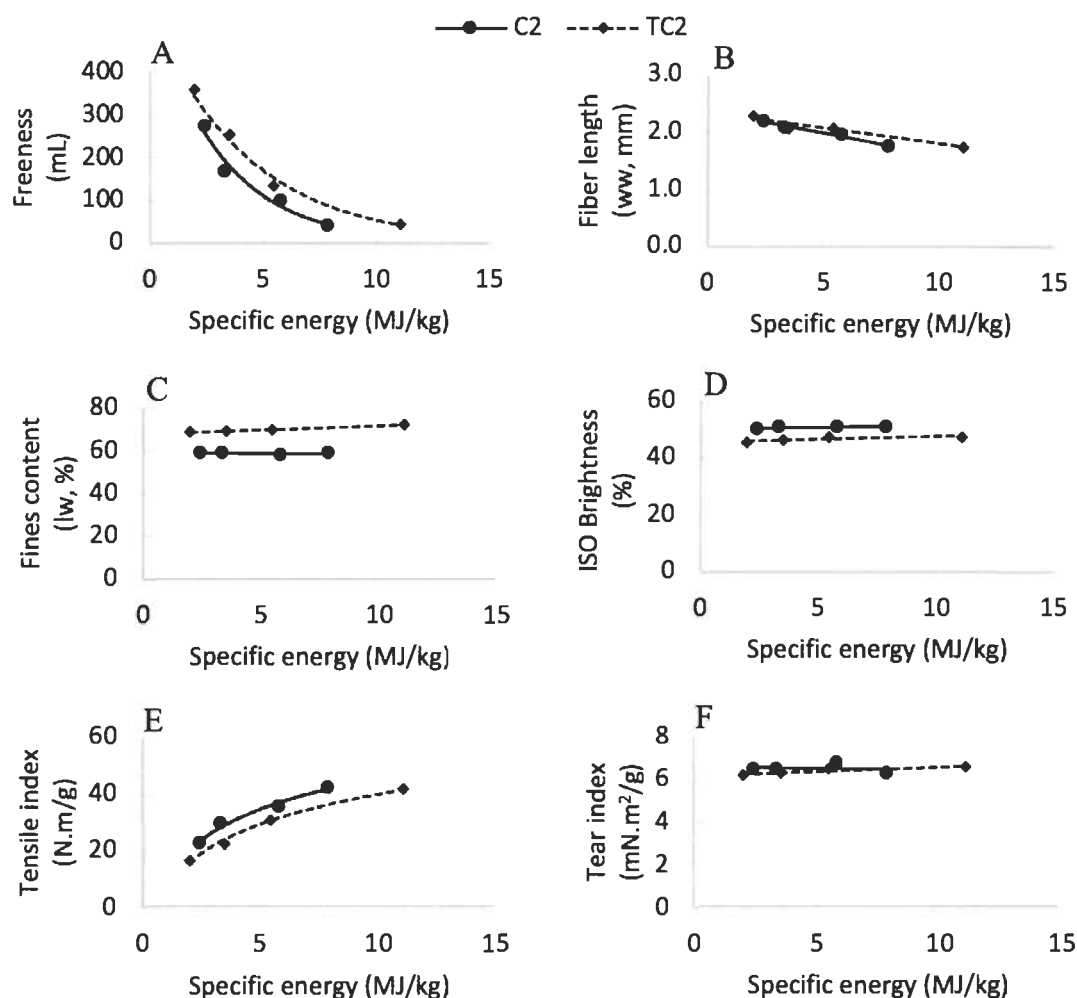 C2 TC2
A
400
300
200
100
0
Freeness
(mL)
0 5 10 15
Specific energy (MJ/kg)
B
3.0
2.0
1.0
0.0
Fiber length
(ww, mm)
0 5 10 15
Specific energy (MJ/kg)
C
80
60
40
20
0
Fines content
(lw, %)
0 5 10 15
Specific energy (MJ/kg)
D
60
40
20
0
ISO Brightness
(%)
0 5 10 15
Specific energy (MJ/kg)
E
60
40
20
0
Tensile index
(N.m/g)
0 5 10 15
Specific energy (MJ/kg)
F
8
6
4
2
0
Tear index
(mN.m²/g)
0 5 10 15
Specific energy (MJ/kg)